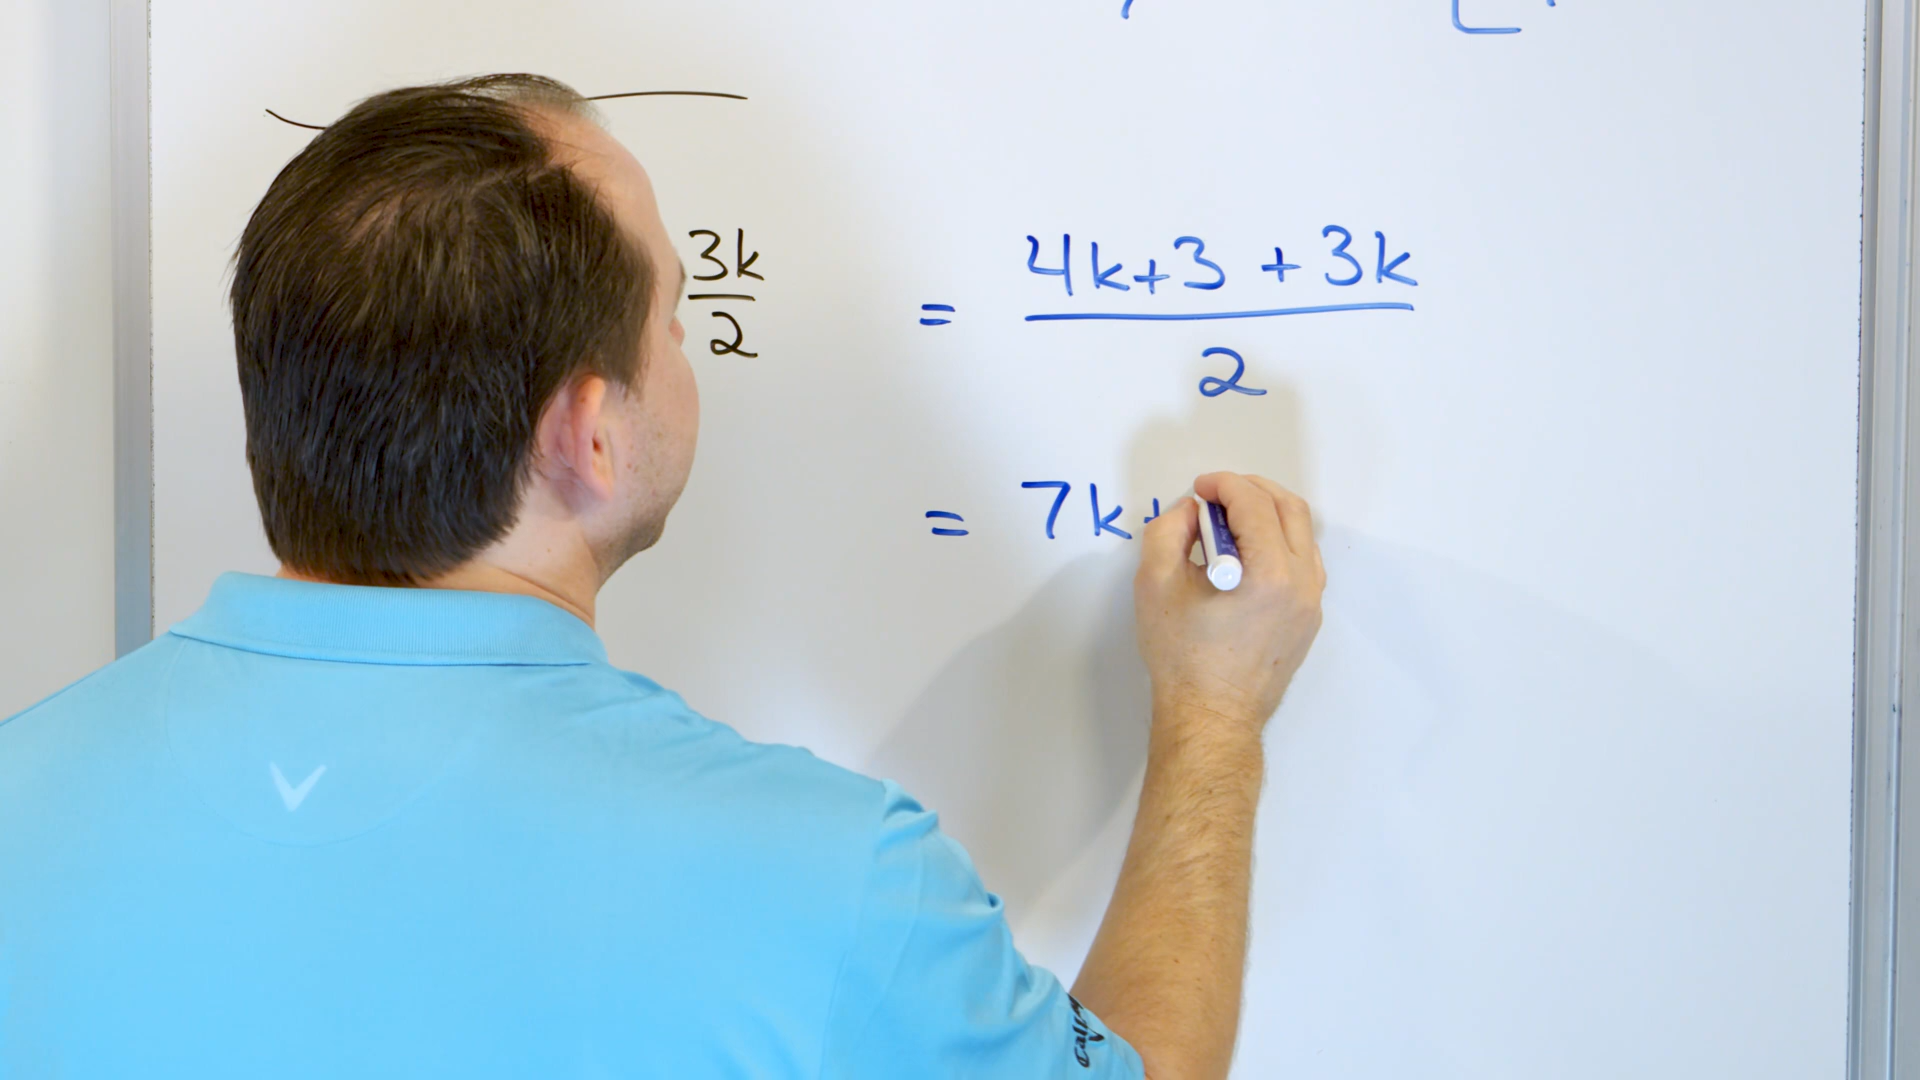 3k
2
= 4k+3 + 3k
2
= 7k+